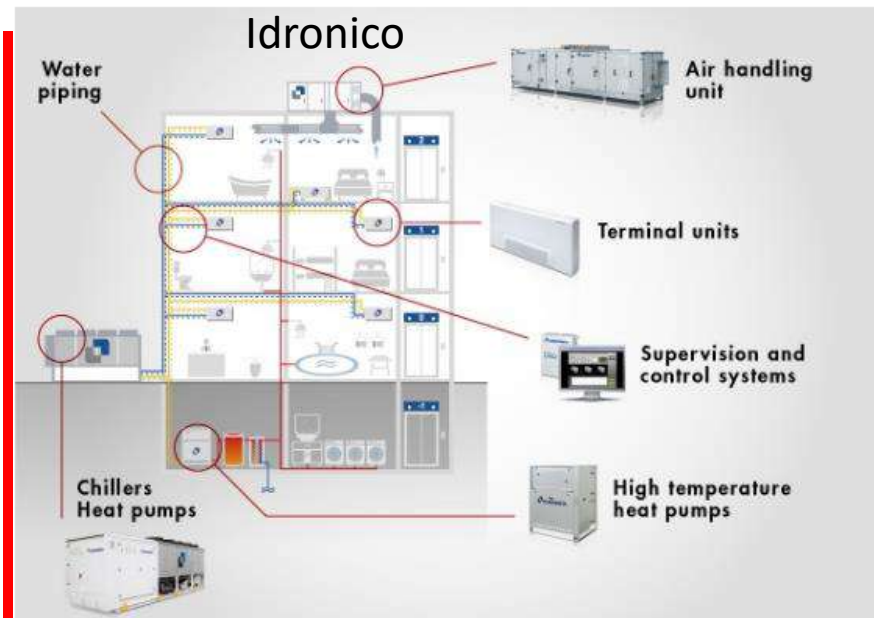 Idronico
Water
piping
Air handling
unit
Terminal units
Supervision and
control systems
High temperature
heat pumps
Chillers
Heat pumps